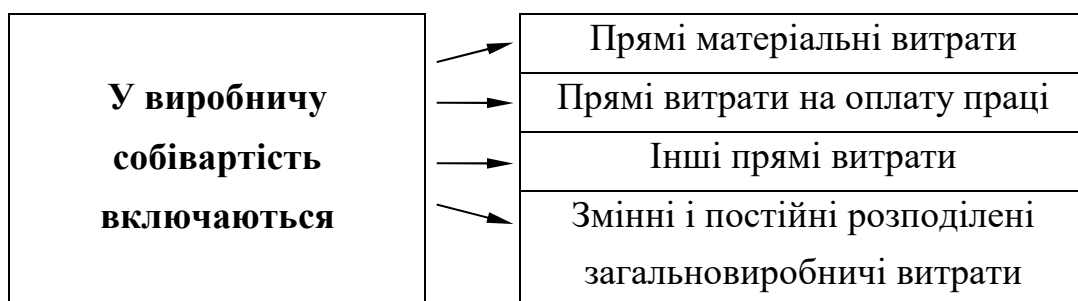 У виробничу
собівартість
включаються
Прямі матеріальні витрати
Прямі витрати на оплату праці
Інші прямі витрати
Змінні і постійні розподілені
загальновиробничі витрати